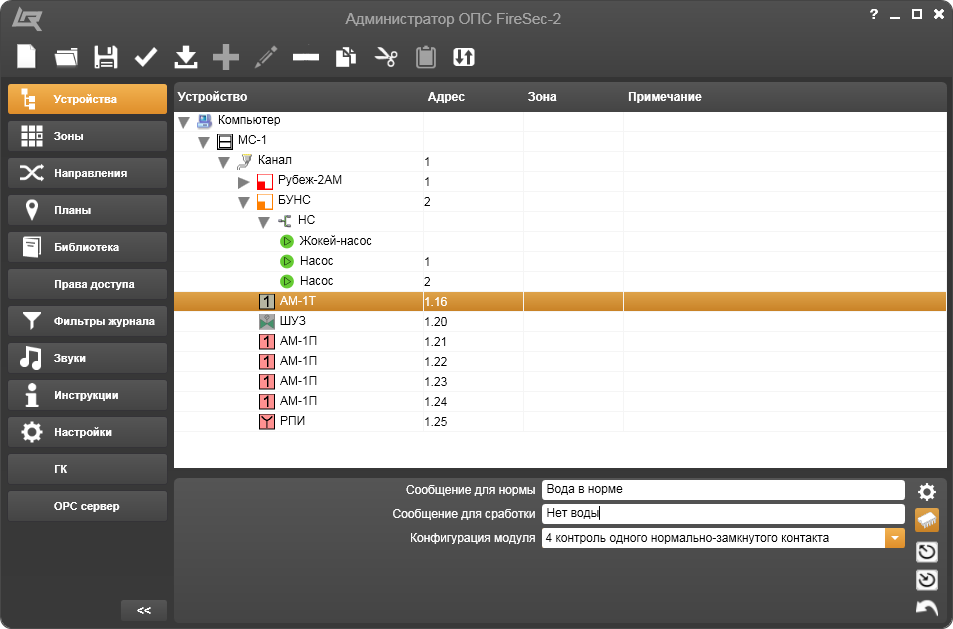 Администратор ОПС FireSec-2
?
Устройства
Зоны
Направления
Планы
Библиотека
Права доступа
Фильтры журнала
Звуки
Инструкции
Настройки
ГК
OPC сервер
<<
Устройство Адрес Зона Примечание
Компьютер
МС-1
Канал 1
Рубеж-2АМ 1
БУНС 2
НС
Жокей-насос
Насос 1
Насос 2
1 АМ-1Т 1.16
ШУЗ 1.20
1 АМ-1П 1.21
1 АМ-1П 1.22
1 АМ-1П 1.23
1 АМ-1П 1.24
РПИ 1.25
Сообщение для нормы Вода в норме
Сообщение для сработки Нет воды
Конфигурация модуля 4 контроль одного нормально-замкнутого контакта